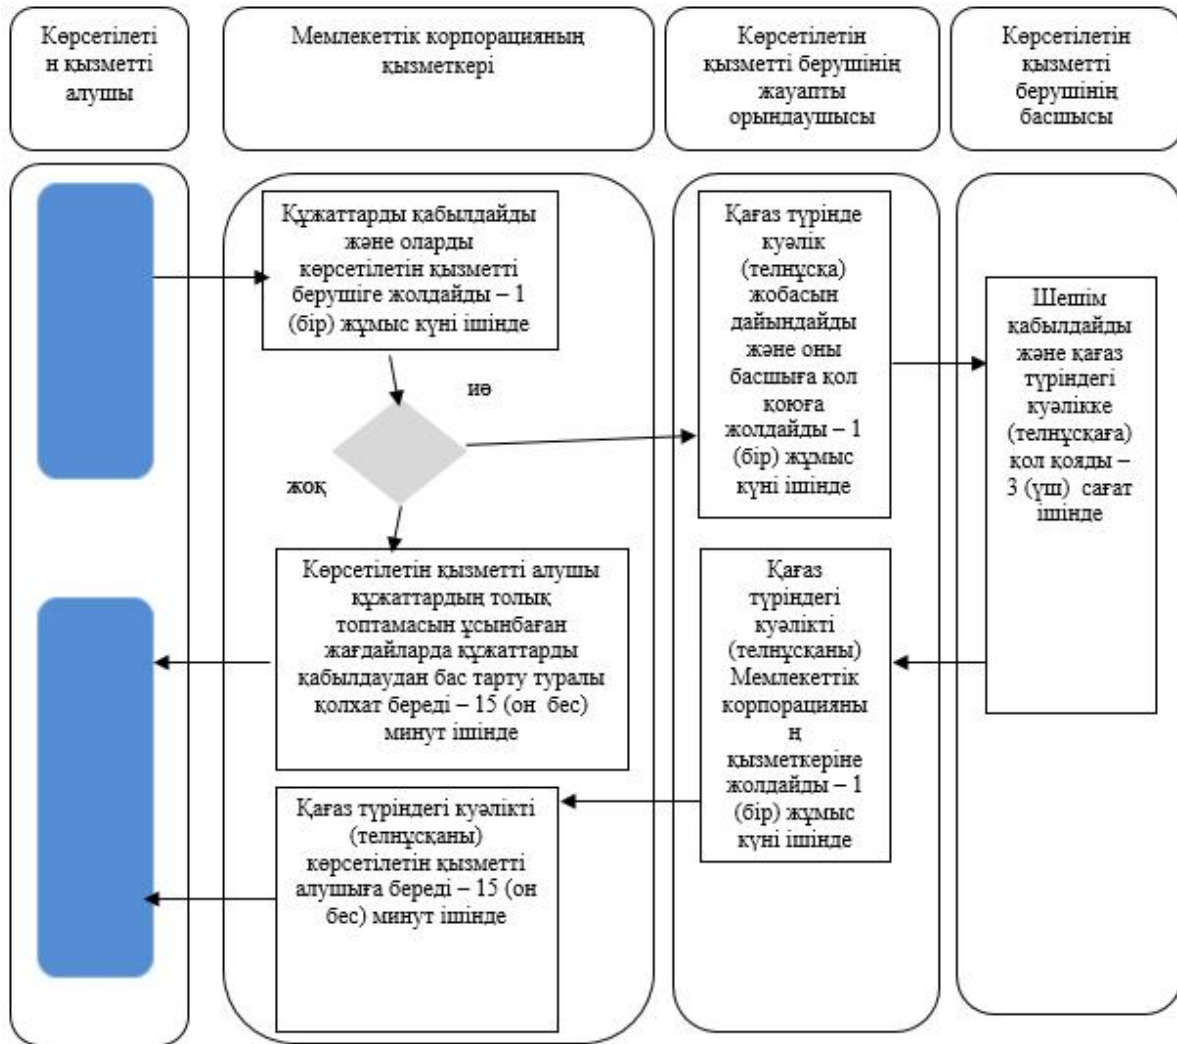 Көрсетілеті
н қызметті
алушы
Мемлекеттік корпорацияның
қызметкері
Көрсетілетін
қызметті берушінің
жауапты
орындаушысы
Көрсетілетін
қызметті
берушінің
басшысы
Құжаттарды қабылдайды
және оларды
көрсетілетін қызметті
берушіге жолдайды – 1
(бір) жұмыс күні ішінде
иә
жоқ
Көрсетілетін қызметті алушы
құжаттардың толық
топтамасын ұсынбаған
жағдайларда құжаттарды
қабылдаудан бас тарту туралы
қолхат береді – 15 (он бес)
минут ішінде
Қағаз түріндегі куәлікті
(телнұсқаны)
көрсетілетін қызметті
алушыға береді – 15 (он
бес) минут ішінде
Қағаз түрінде
куәлік
(телнұсқа)
жобасын
дайындайды
және оны
басшыға қол
қоюға
жолдайды – 1
(бір) жұмыс
күні ішінде
Қағаз
түріндегі
куәлікті
(телнұсқаны)
Мемлекеттік
корпорацияны
ң
қызметкеріне
жолдайды – 1
(бір) жұмыс
күні ішінде
Шешім
қабылдайды
және қағаз
түріндегі
куәлікке
(телнұсқаға)
қол қояды –
3 (үш) сағат
ішінде